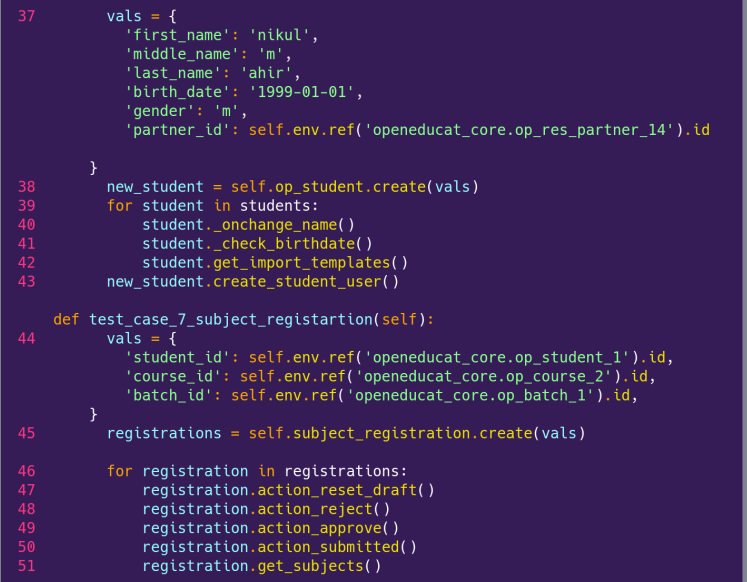 37        vals = {
            'first_name': 'nikul',
            'middle_name': 'm',
            'last_name': 'ahir',
            'birth_date': '1999-01-01',
            'gender': 'm',
            'partner_id': self.env.ref('openeducat_core.op_res_partner_14').id
        }
38        new_student = self.op_student.create(vals)
39        for student in students:
40            student._onchange_name()
41            student._check_birthdate()
42            student.get_import_templates()
43        new_student.create_student_user()
    def test_case_7_subject_registartion(self):
44        vals = {
            'student_id': self.env.ref('openeducat_core.op_student_1').id,
            'course_id': self.env.ref('openeducat_core.op_course_2').id,
            'batch_id': self.env.ref('openeducat_core.op_batch_1').id,
        }
45        registrations = self.subject_registration.create(vals)
46        for registration in registrations:
47            registration.action_reset_draft()
48            registration.action_reject()
49            registration.action_approve()
50            registration.action_submitted()
51            registration.get_subjects()